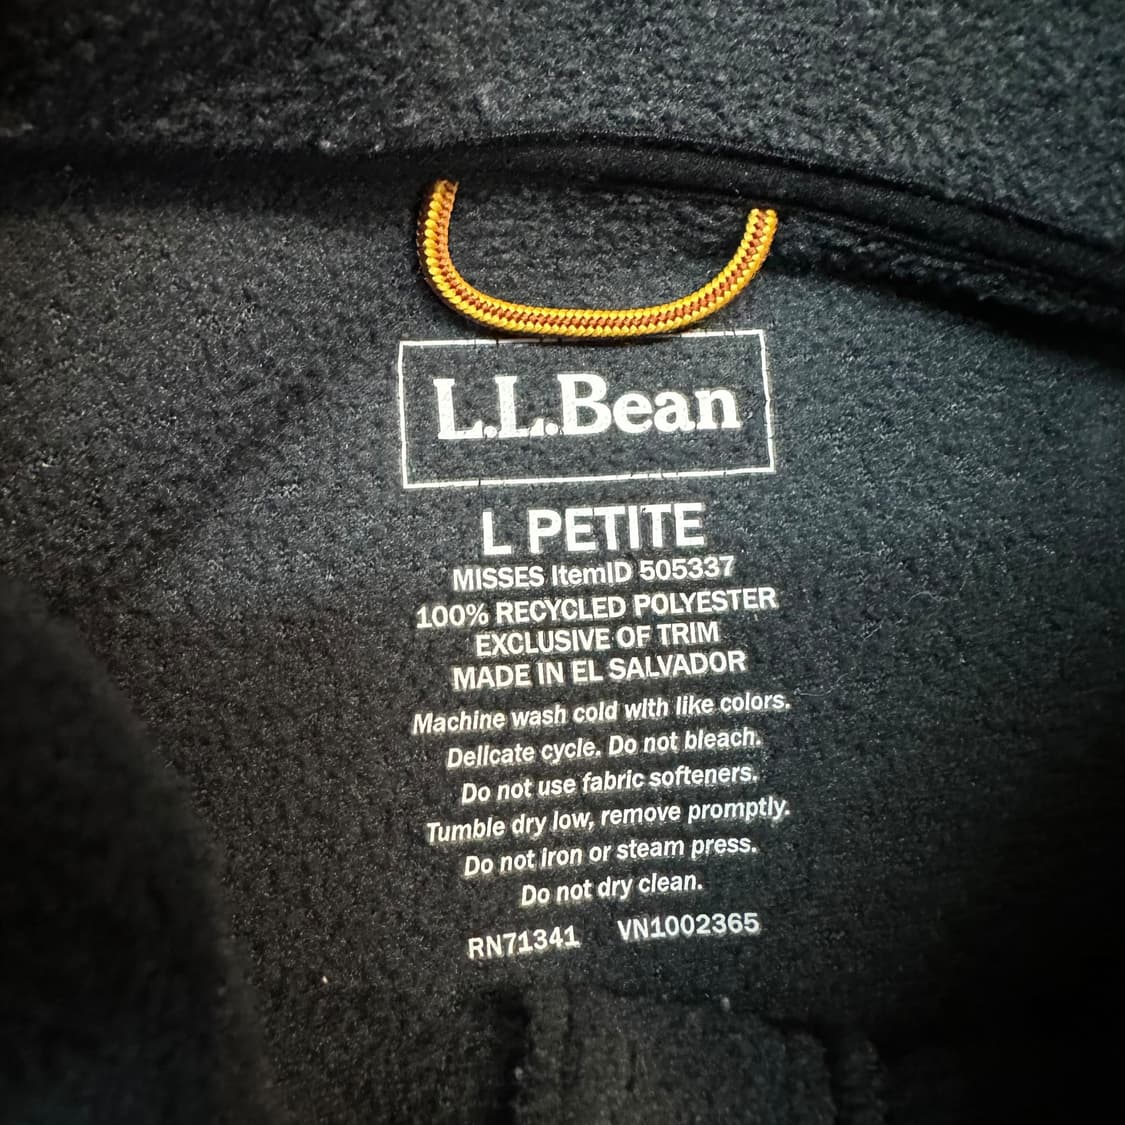 L.L.Bean
L PETITE
MISSES ItemID 505337
100% RECYCLED POLYESTER
EXCLUSIVE OF TRIM
MADE IN EL SALVADOR
Machine wash cold with like colors.
Delicate cycle. Do not bleach.
Do not use fabric softeners.
Tumble dry low, remove promptly.
Do not iron or steam press.
Do not dry clean.
RN71341 VN1002365